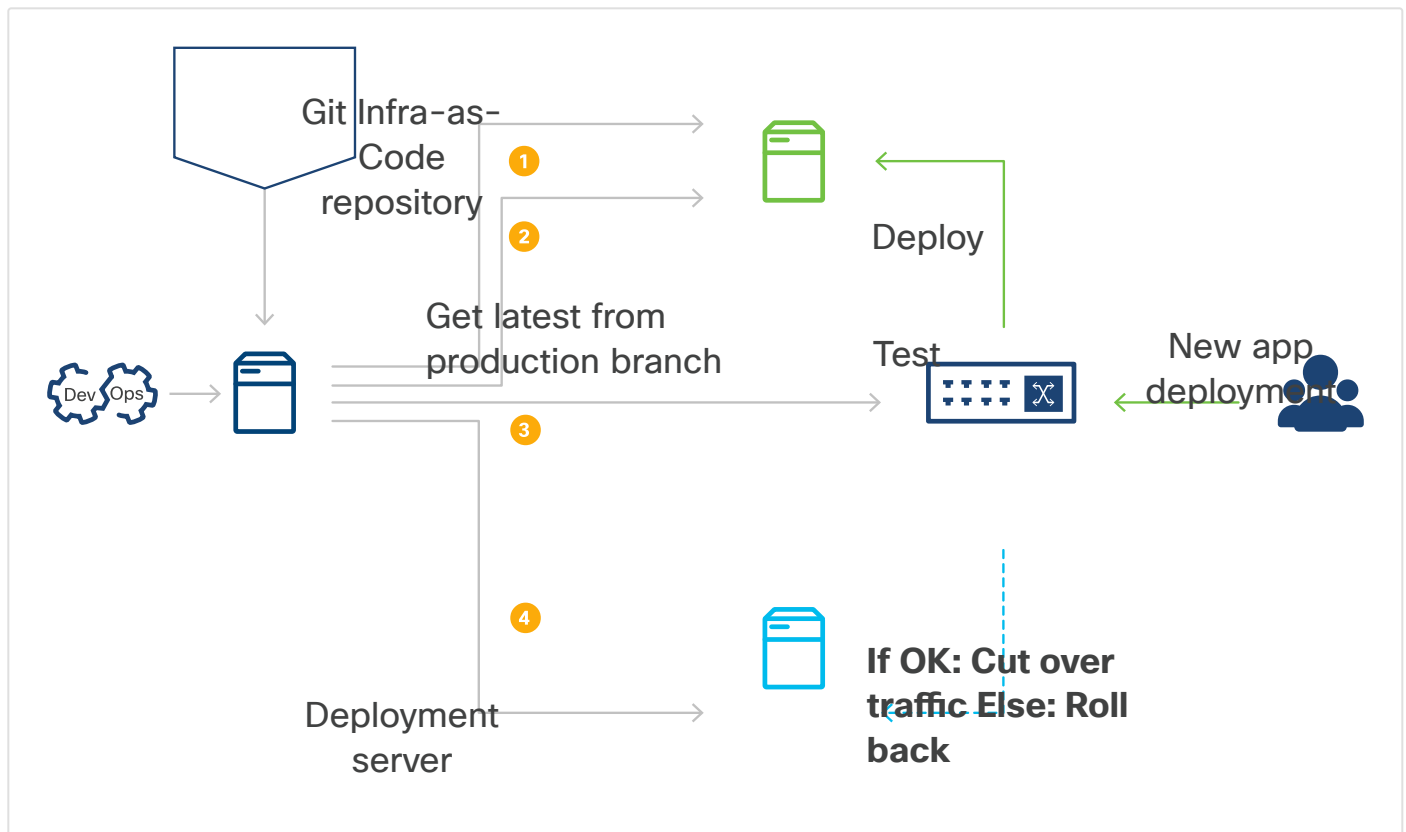 Git Infra-as-
Code
repository
1
2
Deploy
Get latest from
production branch
Test
New app
deployment
Dev Ops
3
4
If OK: Cut over
traffic Else: Roll
back
Deployment
server